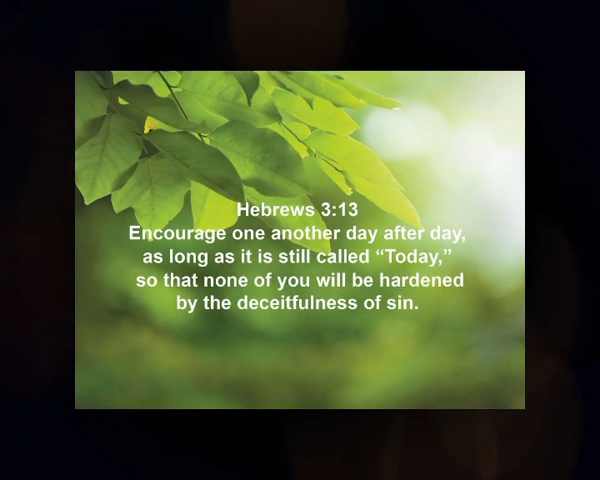 Hebrews 3:13
Encourage one another day after day,
as long as it is still called “Today,”
so that none of you will be hardened
by the deceitfulness of sin.